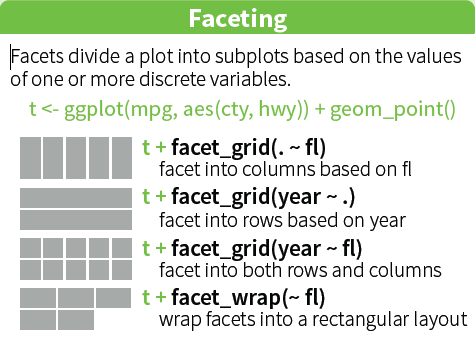 Faceting
Facets divide a plot into subplots based on the values
of one or more discrete variables.
t <- ggplot(mpg, aes(cty, hwy)) + geom_point()
t + facet_grid(. ~ fl)
facet into columns based on fl
t + facet_grid(year ~ .)
facet into rows based on year
t + facet_grid(year ~ fl)
facet into both rows and columns
t + facet_wrap(~ fl)
wrap facets into a rectangular layout